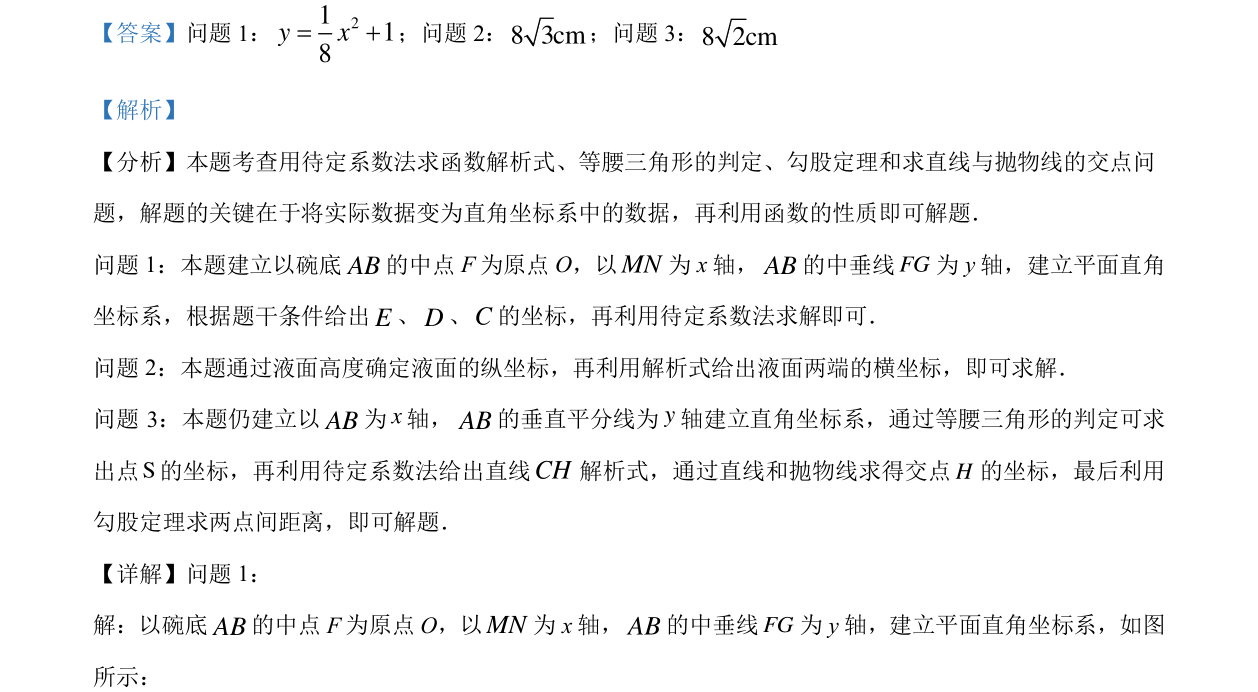 【答案】问题 1： y = 1/8 x² + 1；问题 2： 8√3cm；问题 3： 8√2cm
【解析】
【分析】本题考查用待定系数法求函数解析式、等腰三角形的判定、勾股定理和求直线与抛物线的交点问
题，解题的关键在于将实际数据变为直角坐标系中的数据，再利用函数的性质即可解题．
问题 1：本题建立以碗底 AB 的中点 F 为原点 O，以 MN 为 x 轴， AB 的中垂线 FG 为 y 轴，建立平面直角
坐标系，根据题干条件给出 E 、 D 、 C 的坐标，再利用待定系数法求解即可．
问题 2：本题通过液面高度确定液面的纵坐标，再利用解析式给出液面两端的横坐标，即可求解．
问题 3：本题仍建立以 AB 为 x 轴， AB 的垂直平分线为 y 轴建立直角坐标系，通过等腰三角形的判定可求
出点 S 的坐标，再利用待定系数法给出直线 CH 解析式，通过直线和抛物线求得交点 H 的坐标，最后利用
勾股定理求两点间距离，即可解题．
【详解】问题 1：
解：以碗底 AB 的中点 F 为原点 O，以 MN 为 x 轴， AB 的中垂线 FG 为 y 轴，建立平面直角坐标系，如图
所示：